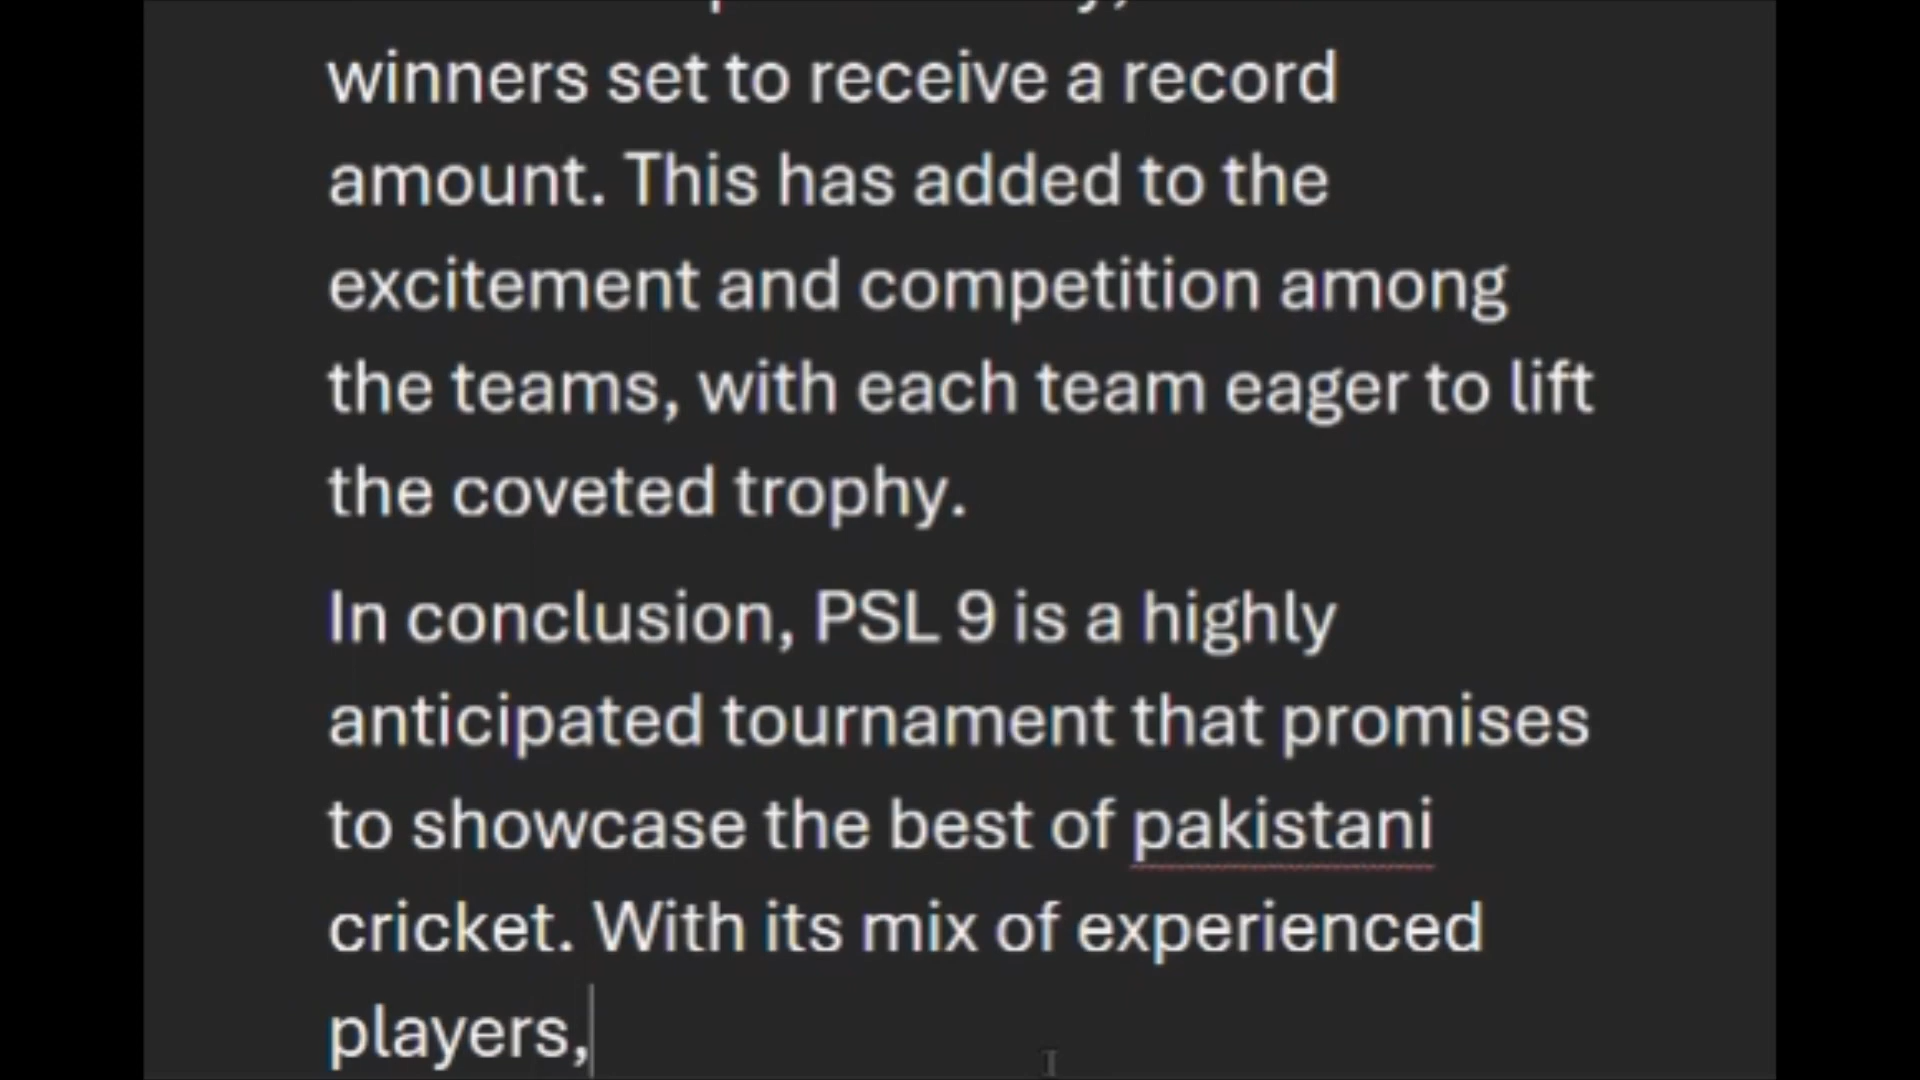 winners set to receive a record
amount. This has added to the
excitement and competition among
the teams, with each team eager to lift
the coveted trophy.
In conclusion, PSL 9 is a highly
anticipated tournament that promises
to showcase the best of pakistani
cricket. With its mix of experienced
players,